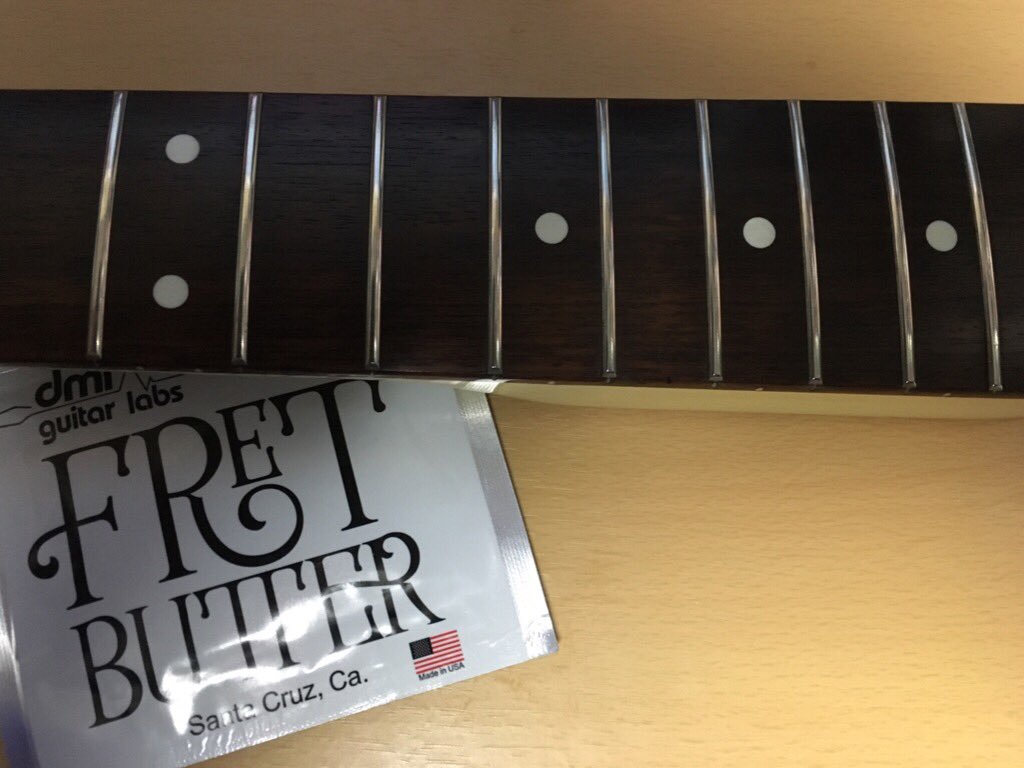 dmi
guitar labs
FRET
BUTTER
Made in USA
Santa Cruz, Ca.